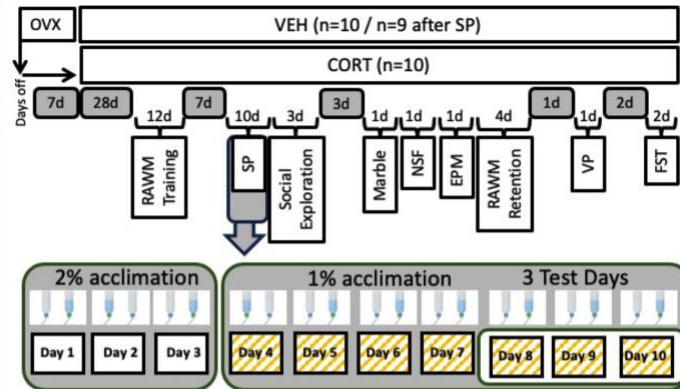 OVX
VEH (n=10 / n=9 after SP)
CORT (n=10)
Days off
7d
28d
12d
7d
10d
3d
3d
1d
1d
1d
4d
1d
1d
2d
2d
RAWM
Training
SP
Social
Exploration
Marble
NSF
EPM
RAWM
Retention
VP
FST
2% acclimation
1% acclimation
3 Test Days
Day 1
Day 2
Day 3
Day 4
Day 5
Day 6
Day 7
Day 8
Day 9
Day 10